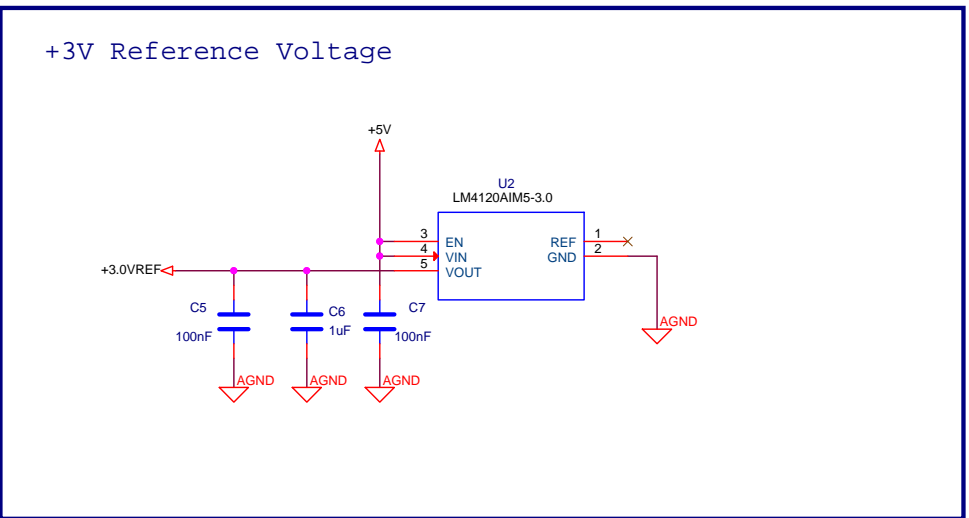 +3V Reference Voltage
+5V
U2
LM4120AIM5-3.0
3 EN REF 1
4 VIN GND 2
5 VOUT
+3.0VREF
C5 C6 C7
100nF 1uF 100nF
AGND
AGND AGND AGND